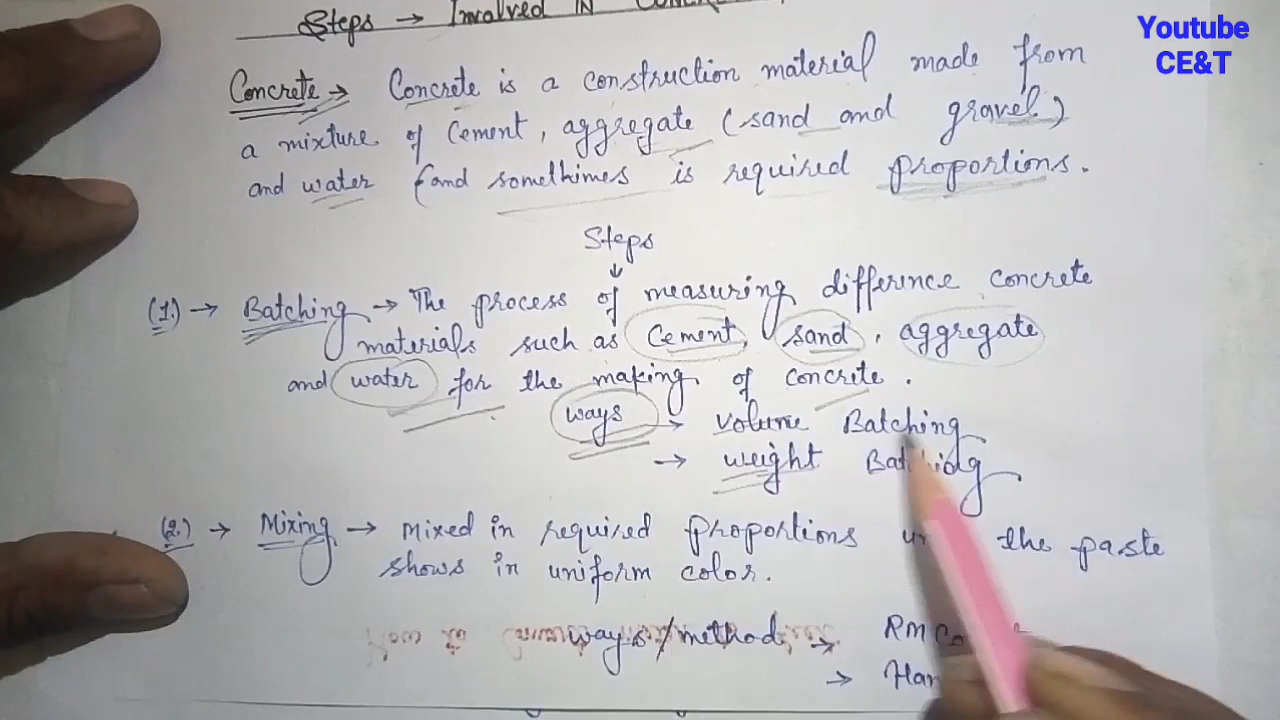 Youtube
CE&T
Steps → Involved IN
Concrete → Concrete is a construction material made from
a mixture of cement, aggregate (sand and gravel)
and water (and somethimes is required proportions.
Steps
↓
(1.) → Batching → The process of measuring difference concrete
materials such as cement, sand, aggregate
and water for the making of concrete.
ways → volume Batching
→ weight Batching
(2.) → Mixing → Mixed in required proportions the paste
shows in uniform color.
ways/method →
→